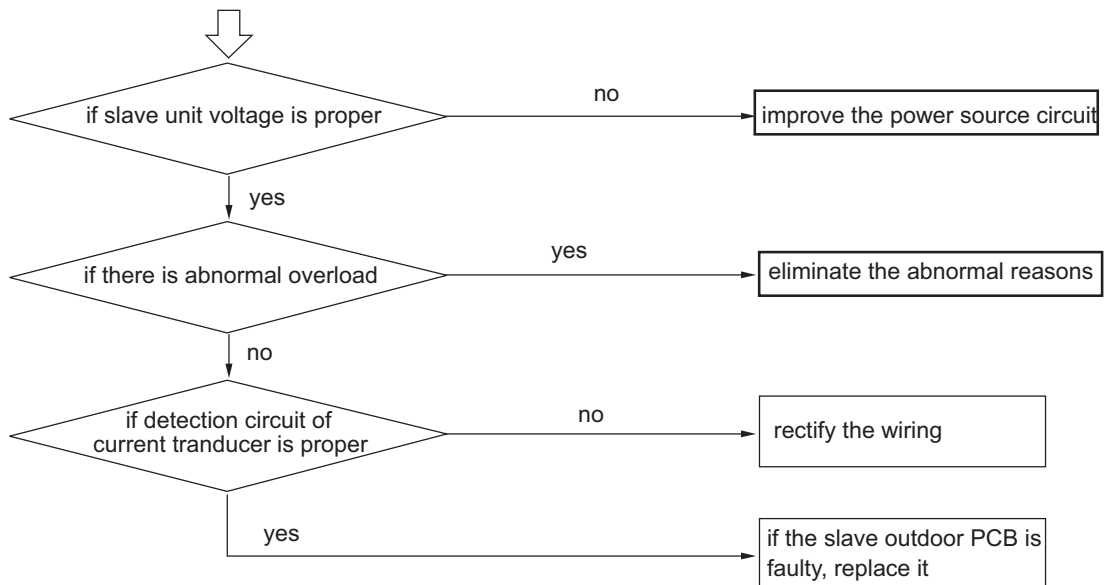 if slave unit voltage is proper
no
improve the power source circuit
yes
if there is abnormal overload
yes
eliminate the abnormal reasons
no
if detection circuit of
current tranducer is proper
no
rectify the wiring
yes
if the slave outdoor PCB is
faulty, replace it